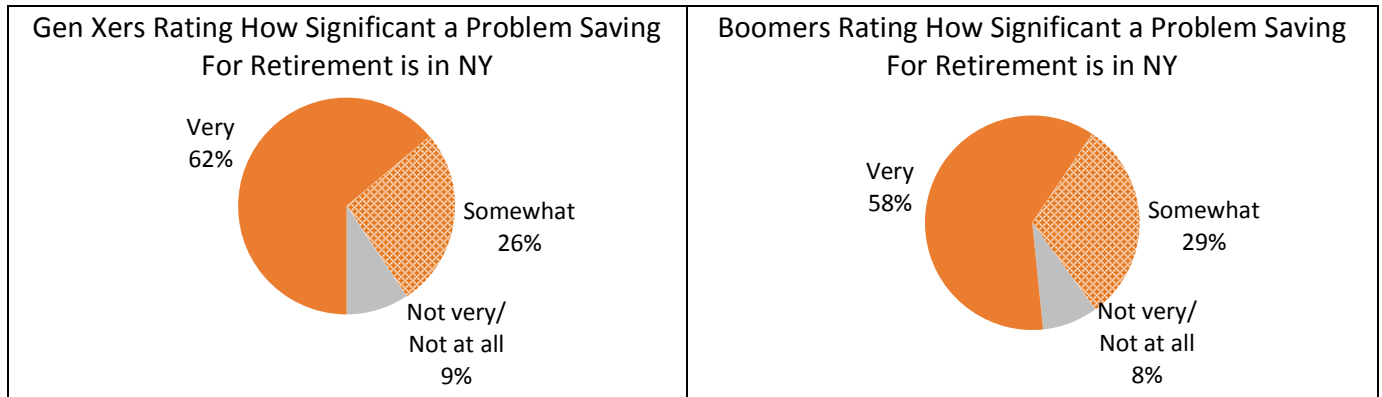 Gen Xers Rating How Significant a Problem Saving
For Retirement is in NY
Very
62%
Somewhat
26%
Not very/
Not at all
9%
Boomers Rating How Significant a Problem Saving
For Retirement is in NY
Very
58%
Somewhat
29%
Not very/
Not at all
8%